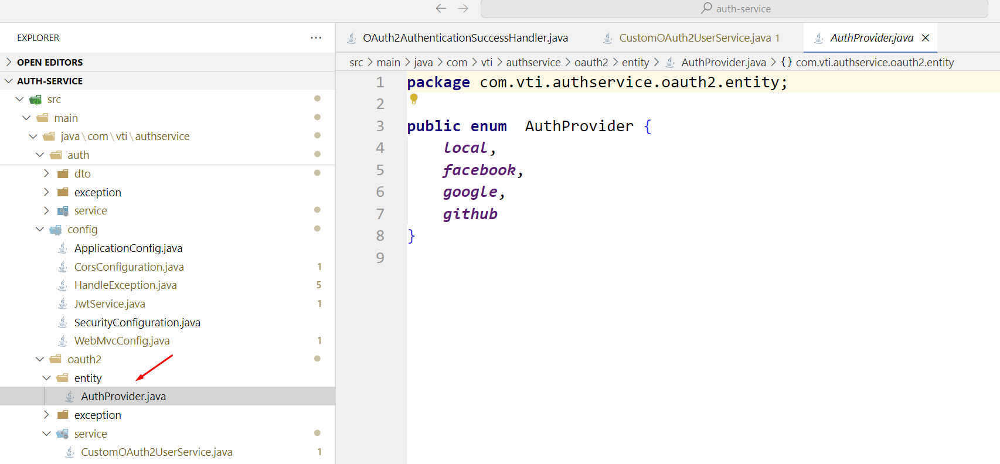 auth-service
EXPLORER
OPEN EDITORS
AUTH-SERVICE
src
main
java\com\vti\authservice
auth
dto
exception
service
config
ApplicationConfig.java
CorsConfiguration.java 1
HandleException.java 5
JwtService.java 1
SecurityConfiguration.java
WebMvcConfig.java 1
oauth2
entity
AuthProvider.java
exception
service
CustomOAuth2UserService.java 1
OAuth2AuthenticationSuccessHandler.java CustomOAuth2UserService.java 1 AuthProvider.java
src > main > java > com > vti > authservice > oauth2 > entity > AuthProvider.java > {} com.vti.authservice.oauth2.entity
1 package com.vti.authservice.oauth2.entity;
2
3 public enum  AuthProvider {
4 local,
5 facebook,
6 google,
7 github
8 }
9